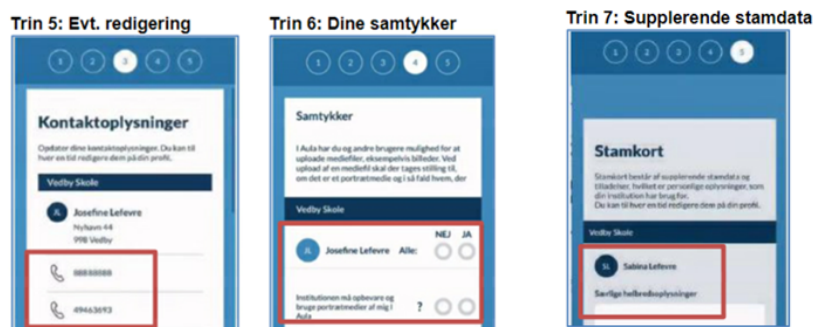 Trin 5: Evt. redigering
1 2 3 4 5
Kontaktoplysninger
Opdater dine kontaktoplysninger. Du kan til
hver en tid redigere dem på din profil.
Vedby Skole
JL Josefine Lefevre
Nyhavn 44
998 Vedby
88888888
49463693
Trin 6: Dine samtykker
1 2 3 4 5
Samtykker
I Aula har du og andre brugere mulighed for at
uploade mediefiler, eksempelvis billeder. Ved
upload af en mediefil skal der tages stilling til,
om det er et portrætmedie og i så fald hvem, der
Vedby Skole
NEJ JA
JL Josefine Lefevre Alle:
Institutionen må opbevare og
bruge portrætmedier af mig i ?
Aula
Trin 7: Supplerende stamdata
1 2 3 4 5
Stamkort
Stamkort består af supplerende stamdata og
tilladelser, hvilket er personlige oplysninger, som
din institution har brug for.
Du kan til hver en tid redigere dem på din profil.
Vedby Skole
SL Sabina Lefevre
Særlige helbredsoplysninger